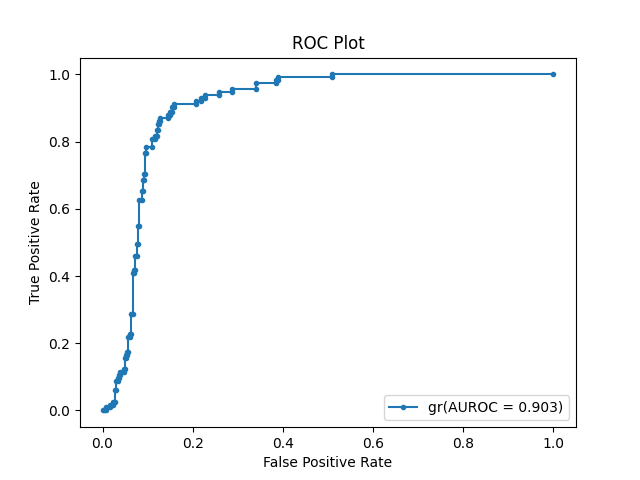 ROC Plot
True Positive Rate
1.0
0.8
0.6
0.4
0.2
0.0
gr(AUROC = 0.903)
0.0 0.2 0.4 0.6 0.8 1.0
False Positive Rate